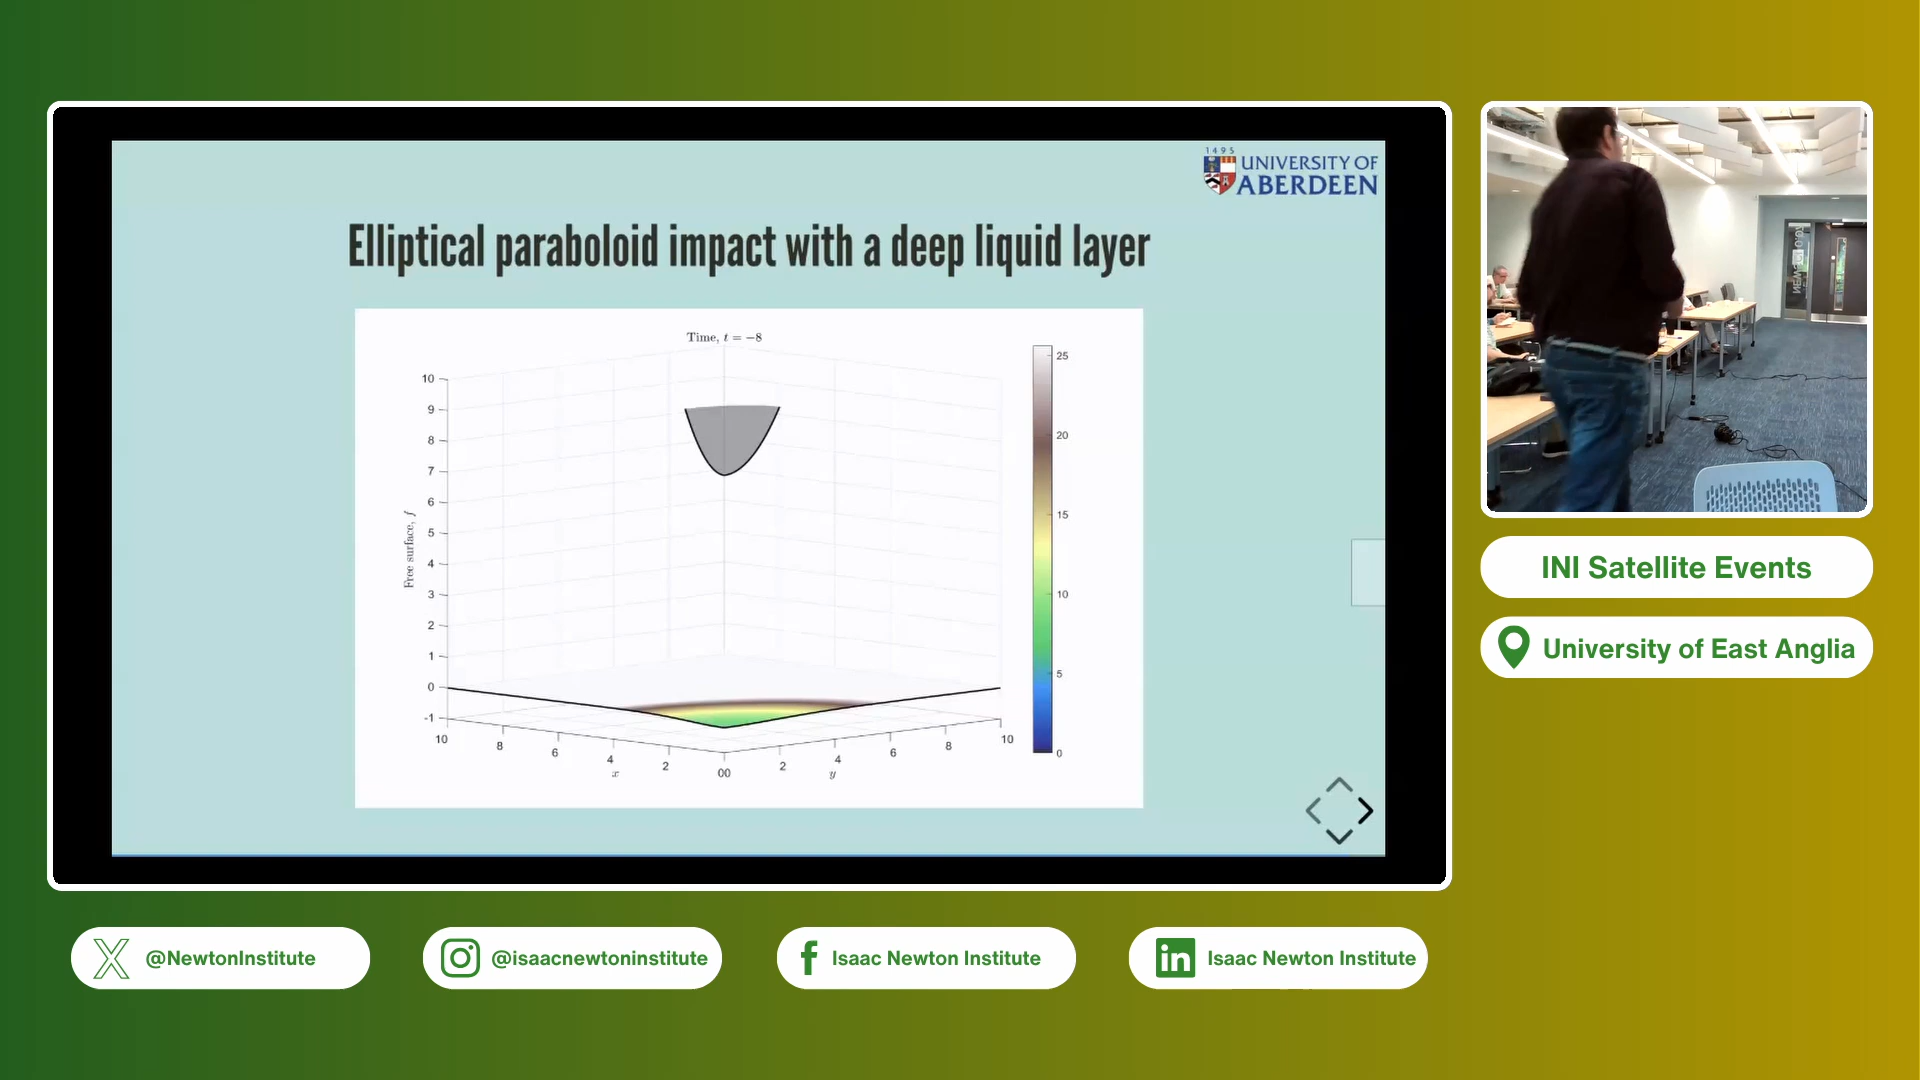 1495
UNIVERSITY OF
ABERDEEN
Elliptical paraboloid impact with a deep liquid layer
Time, t = −8
10
9
8
7
6
5
4
3
2
1
0
-1
Free surface, f
10
8
6
4
2
00
2
4
6
8
10
x
y
25
20
15
10
5
0
INI Satellite Events
University of East Anglia
@NewtonInstitute
@isaacnewtoninstitute
Isaac Newton Institute
Isaac Newton Institute